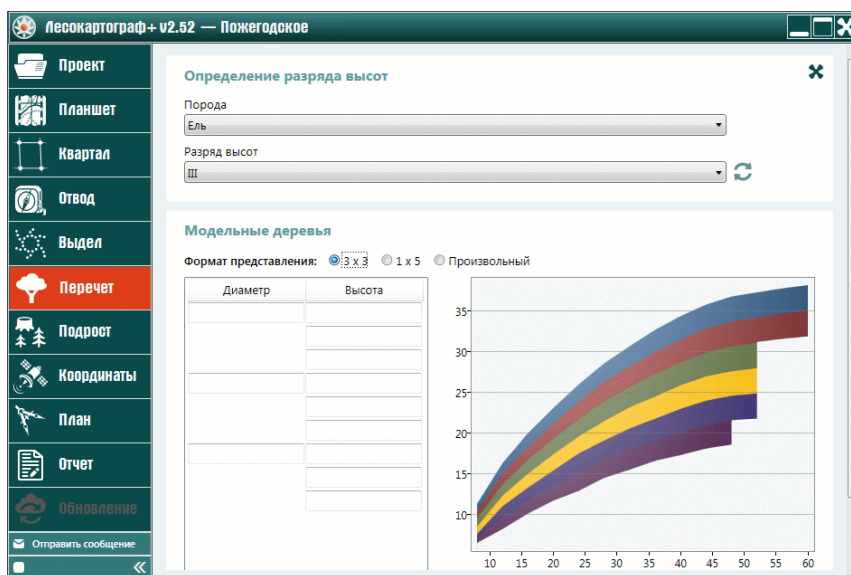 Лесокартограф+ v2.52 — Пожегодское
Проект
Планшет
Квартал
Отвод
Выдел
Перечет
Подрост
Координаты
План
Отчет
Обновление
Отправить сообщение
Определение разряда высот
Порода
Ель
Разряд высот
III
Модельные деревья
Формат представления: 3 x 3 1 x 5 Произвольный
Диаметр Высота
35
30
25
20
15
10
10 15 20 25 30 35 40 45 50 55 60